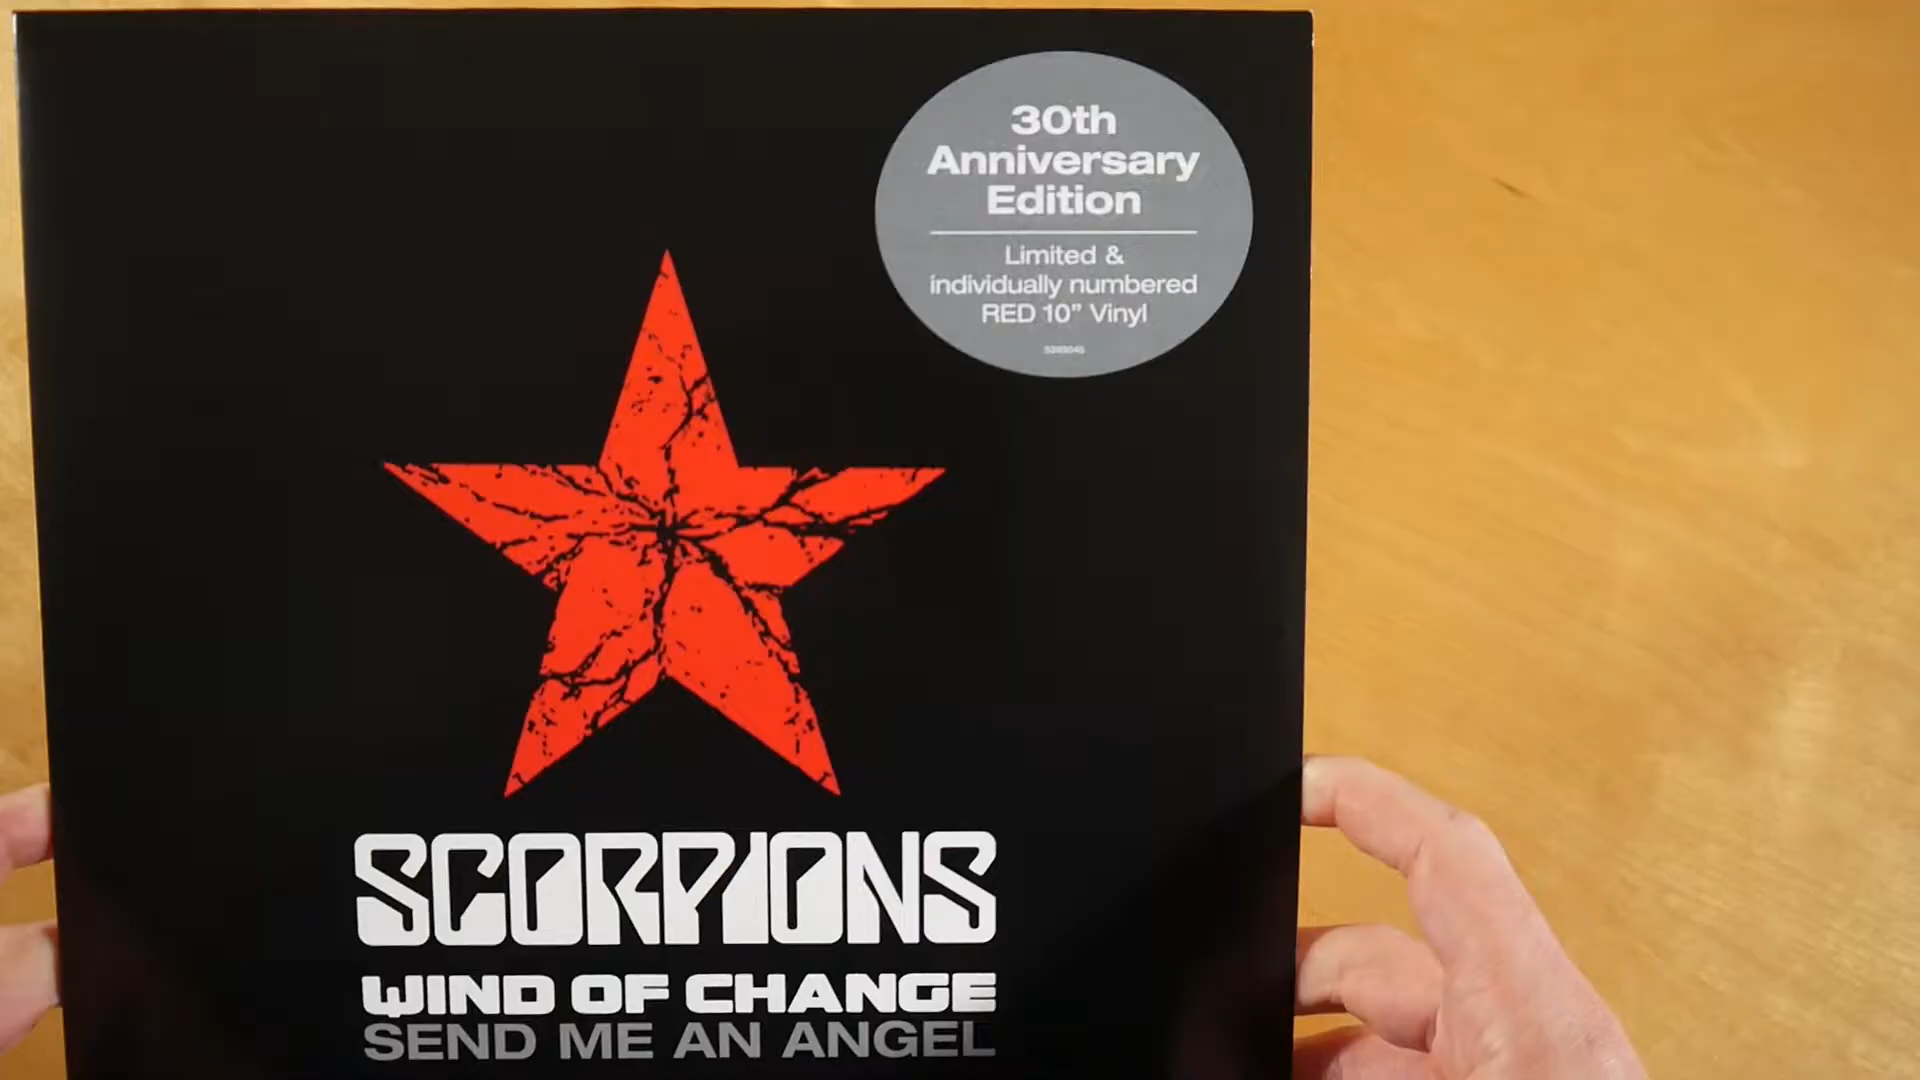 30th
Anniversary
Edition
Limited &
individually numbered
RED 10” Vinyl
SCORPIONS
WIND OF CHANGE
SEND ME AN ANGEL